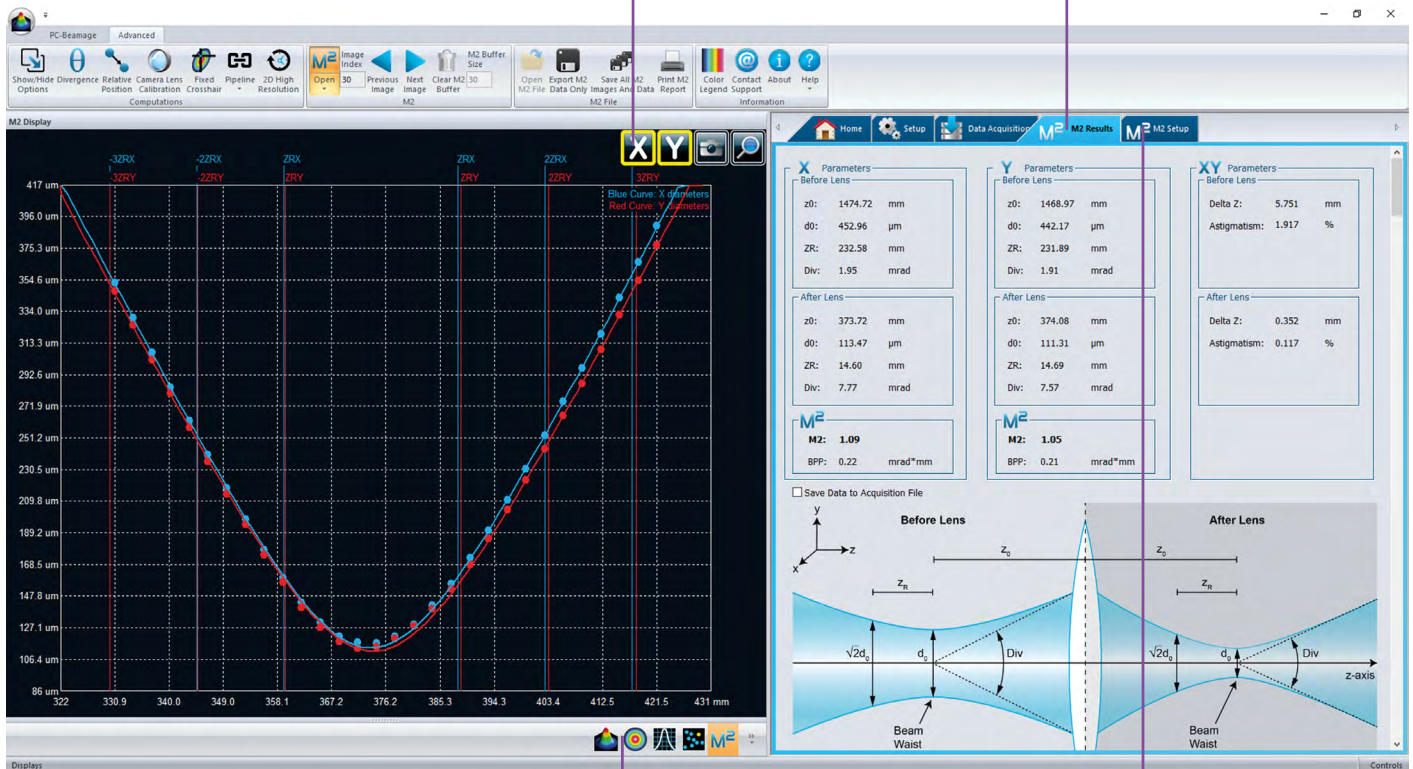 PC-Beamage Advanced
Show/Hide Options
Divergence
Relative Position
Camera Lens Calibration
Fixed Crosshair
Pipeline
2D High Resolution
Computations
M²
Open
Image Index
30
Previous Image
Next Image
Clear M2 Buffer
M2 Buffer Size
30
M2
Open M2 File
Export M2 Data Only
Save All M2 Images And Data
Print M2 Report
M2 File
Color Legend
Contact Support
About
Help
Information
M2 Display
X Y
-3ZRX -2ZRX ZRX ZRX 2ZRX
-3ZRY -2ZRY ZRY ZRY 2ZRY 3ZRY
Blue Curve: X diameters
Red Curve: Y diameters
417 um
396.0 um
375.3 um
354.6 um
334.0 um
313.3 um
292.6 um
271.9 um
251.2 um
230.5 um
209.8 um
189.2 um
168.5 um
147.8 um
127.1 um
106.4 um
86 um
322 330.9 340.0 349.0 358.1 367.2 376.2 385.3 394.3 403.4 412.5 421.5 431 mm
M²
Displays
Home Setup Data Acquisition M² M2 Results M² M2 Setup
X Parameters
Before Lens
z0: 1474.72 mm
d0: 452.96 µm
ZR: 232.58 mm
Div: 1.95 mrad
After Lens
z0: 373.72 mm
d0: 113.47 µm
ZR: 14.60 mm
Div: 7.77 mrad
M²
M2: 1.09
BPP: 0.22 mrad*mm
Y Parameters
Before Lens
z0: 1468.97 mm
d0: 442.17 µm
ZR: 231.89 mm
Div: 1.91 mrad
After Lens
z0: 374.08 mm
d0: 111.31 µm
ZR: 14.69 mm
Div: 7.57 mrad
M²
M2: 1.05
BPP: 0.21 mrad*mm
XY Parameters
Before Lens
Delta Z: 5.751 mm
Astigmatism: 1.917 %
After Lens
Delta Z: 0.352 mm
Astigmatism: 0.117 %
Save Data to Acquisition File
y
z
x
Before Lens After Lens
z₀ z₀
z_R z_R
√2d₀ d₀ Div √2d₀ d₀ Div
z-axis
Beam Waist
Beam Waist
Controls